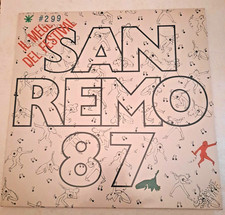 #299
IL MEGLIO
DEL FESTIVAL
SAN
REMO
87